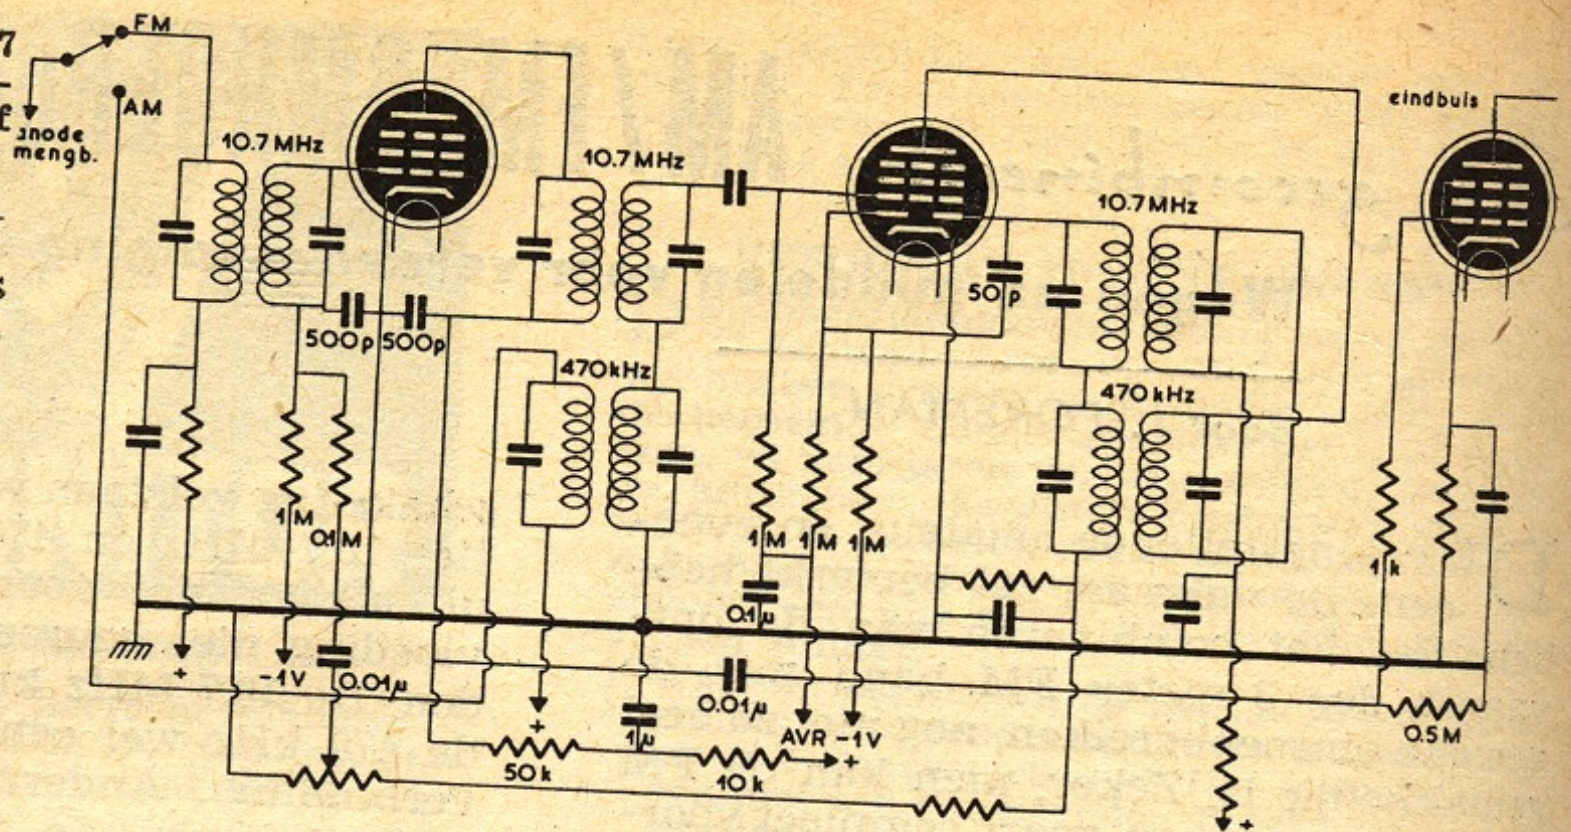 7
FM
AM
anode
mengb.
10.7 MHz
10.7 MHz
eindbuis
10.7 MHz
50p
500p 500p
470 kHz
470 kHz
1M
0.1M
1M 1M 1M
1k
0.1µ
+
-1V
0.01µ
0.01µ
+
1µ
AVR -1V
0.5M
50k
10k
+
+